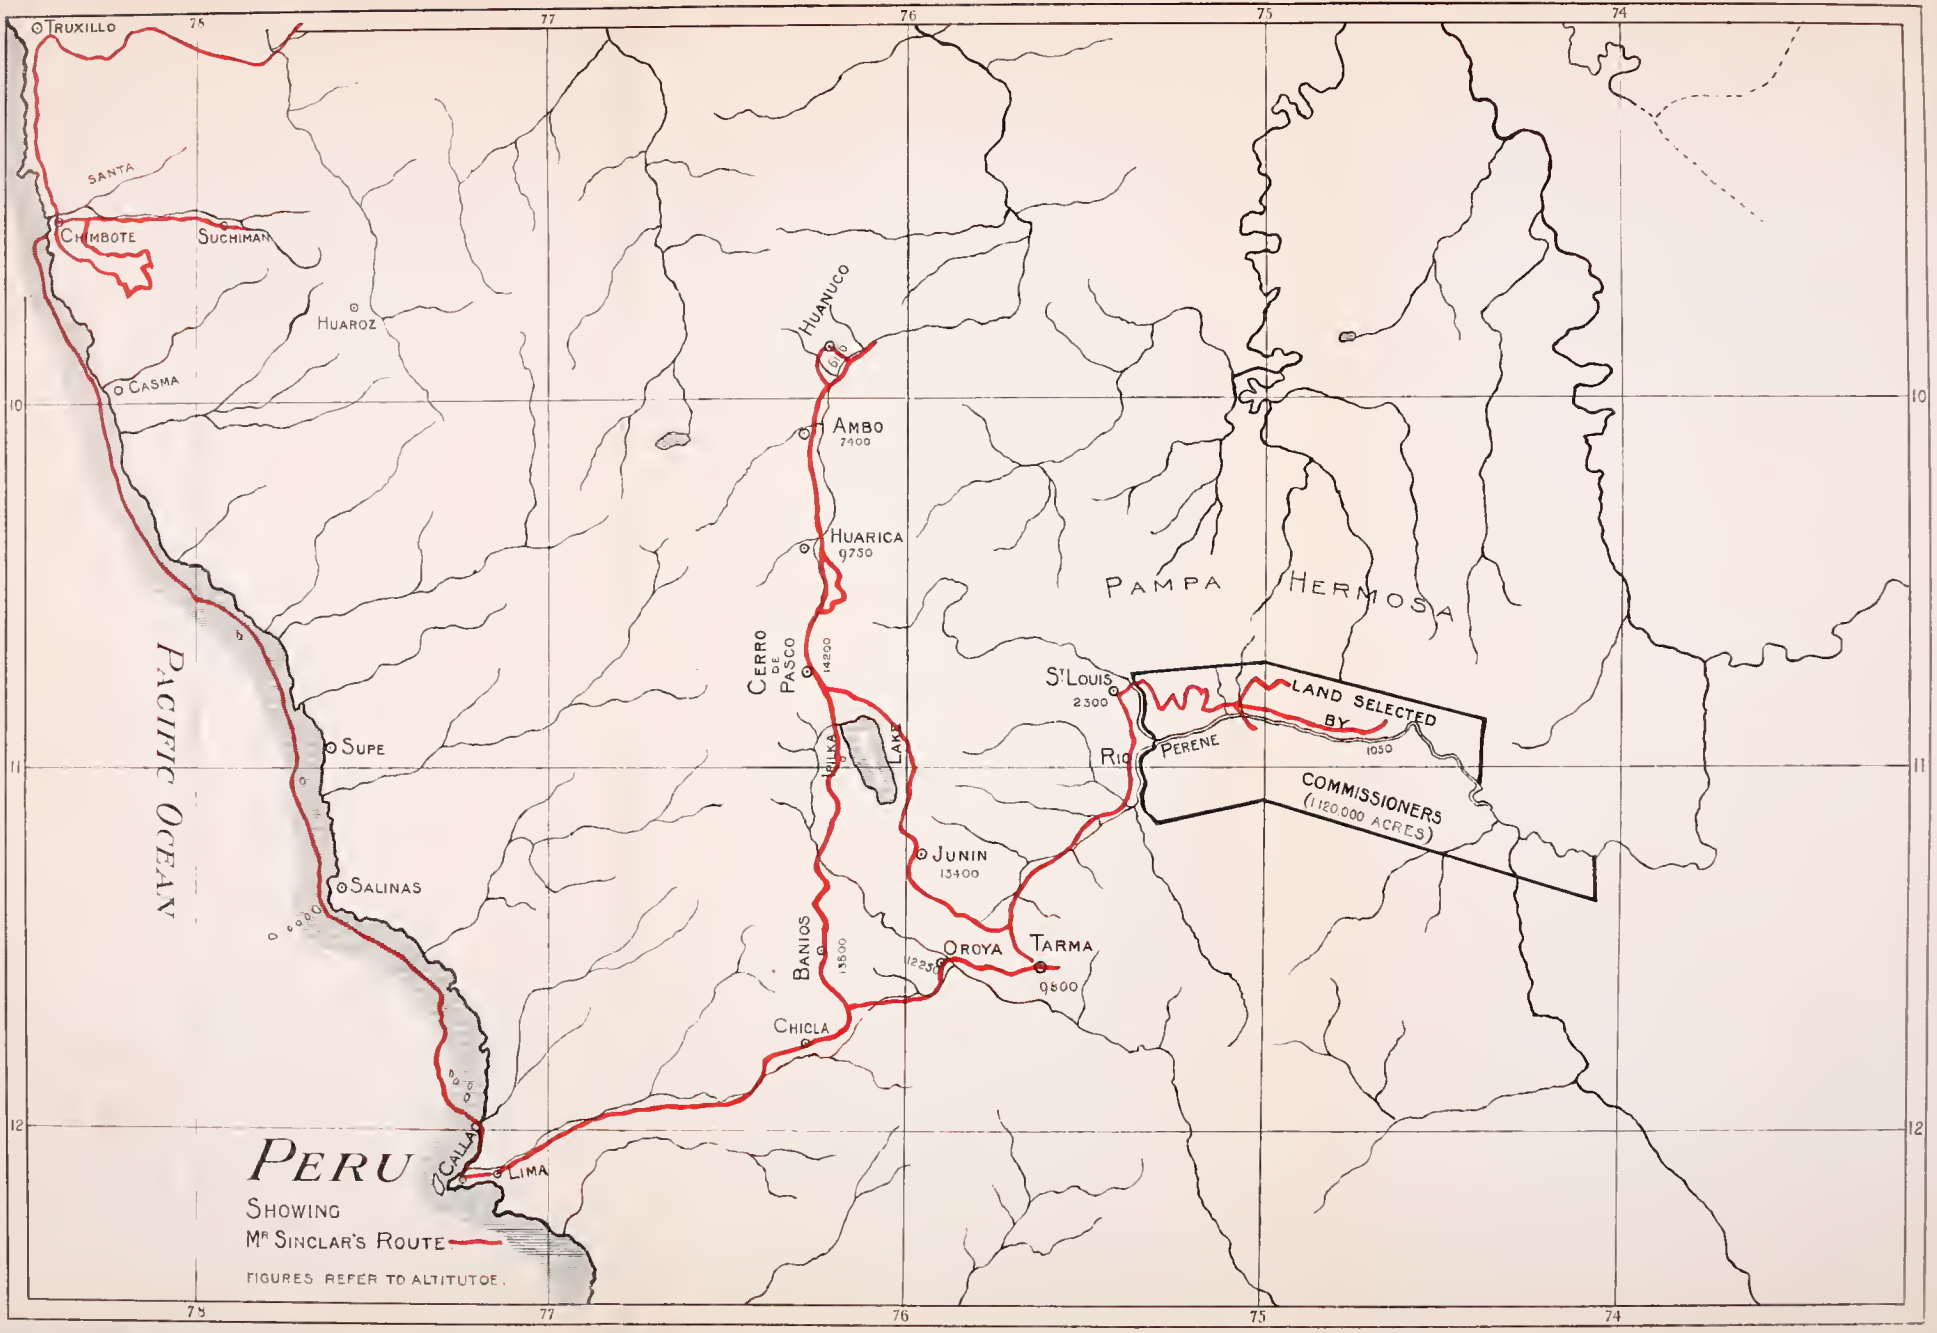 78 77 76 75 74
TRUXILLO
SANTA
CHIMBOTE
SUCHIMAN
HUAROZ
CASMA
HUANUCO
10 10
AMBO
7400
HUARICA
9750
PAMPA HERMOSA
CERRO
DE
PASCO
14200
ST LOUIS
2300
LAND SELECTED
BY
RIO PERENE
1050
COMMISSIONERS
(1120.000 ACRES)
PACIFIC OCEAN
SUPE
LAKE
11 11
JUNIN
13400
SALINAS
BANIOS
13800
OROYA
12250
TARMA
9800
CHICLA
12 12
CALLAO
LIMA
PERU
SHOWING
MR SINCLAR'S ROUTE
FIGURES REFER TO ALTITUTOE.
78 77 76 75 74